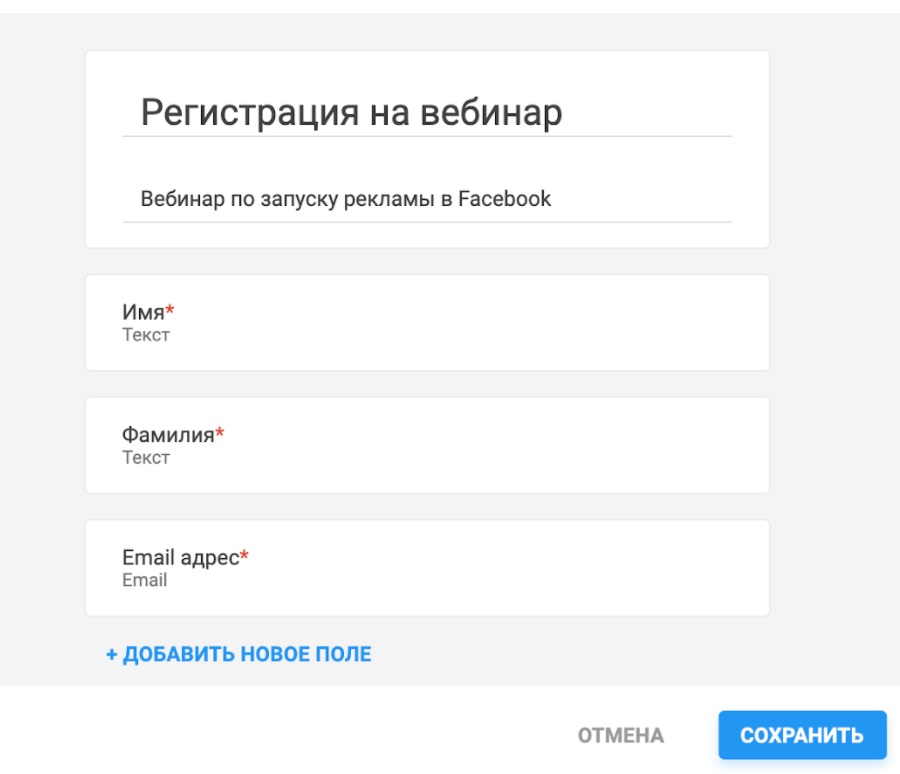 Регистрация на вебинар
Вебинар по запуску рекламы в Facebook
Имя*
Текст
Фамилия*
Текст
Email адрес*
Email
+ ДОБАВИТЬ НОВОЕ ПОЛЕ
ОТМЕНА
СОХРАНИТЬ